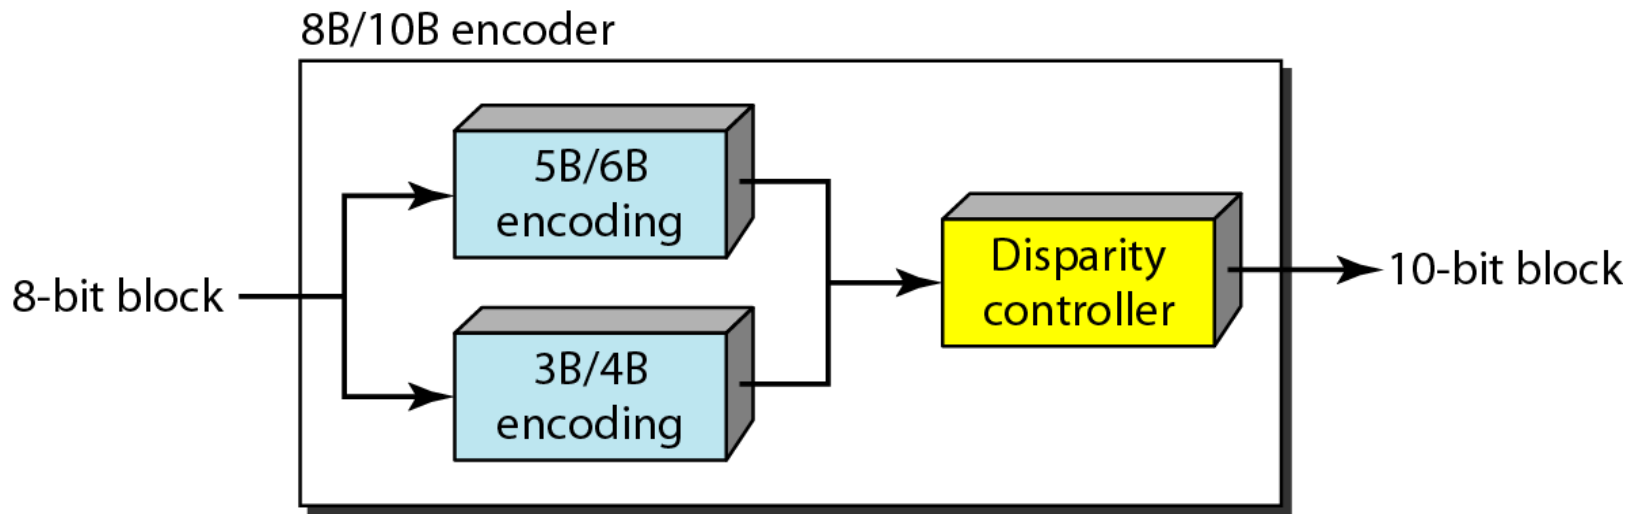 8B/10B encoder
5B/6B
encoding
8-bit block
3B/4B
encoding
Disparity
controller
10-bit block